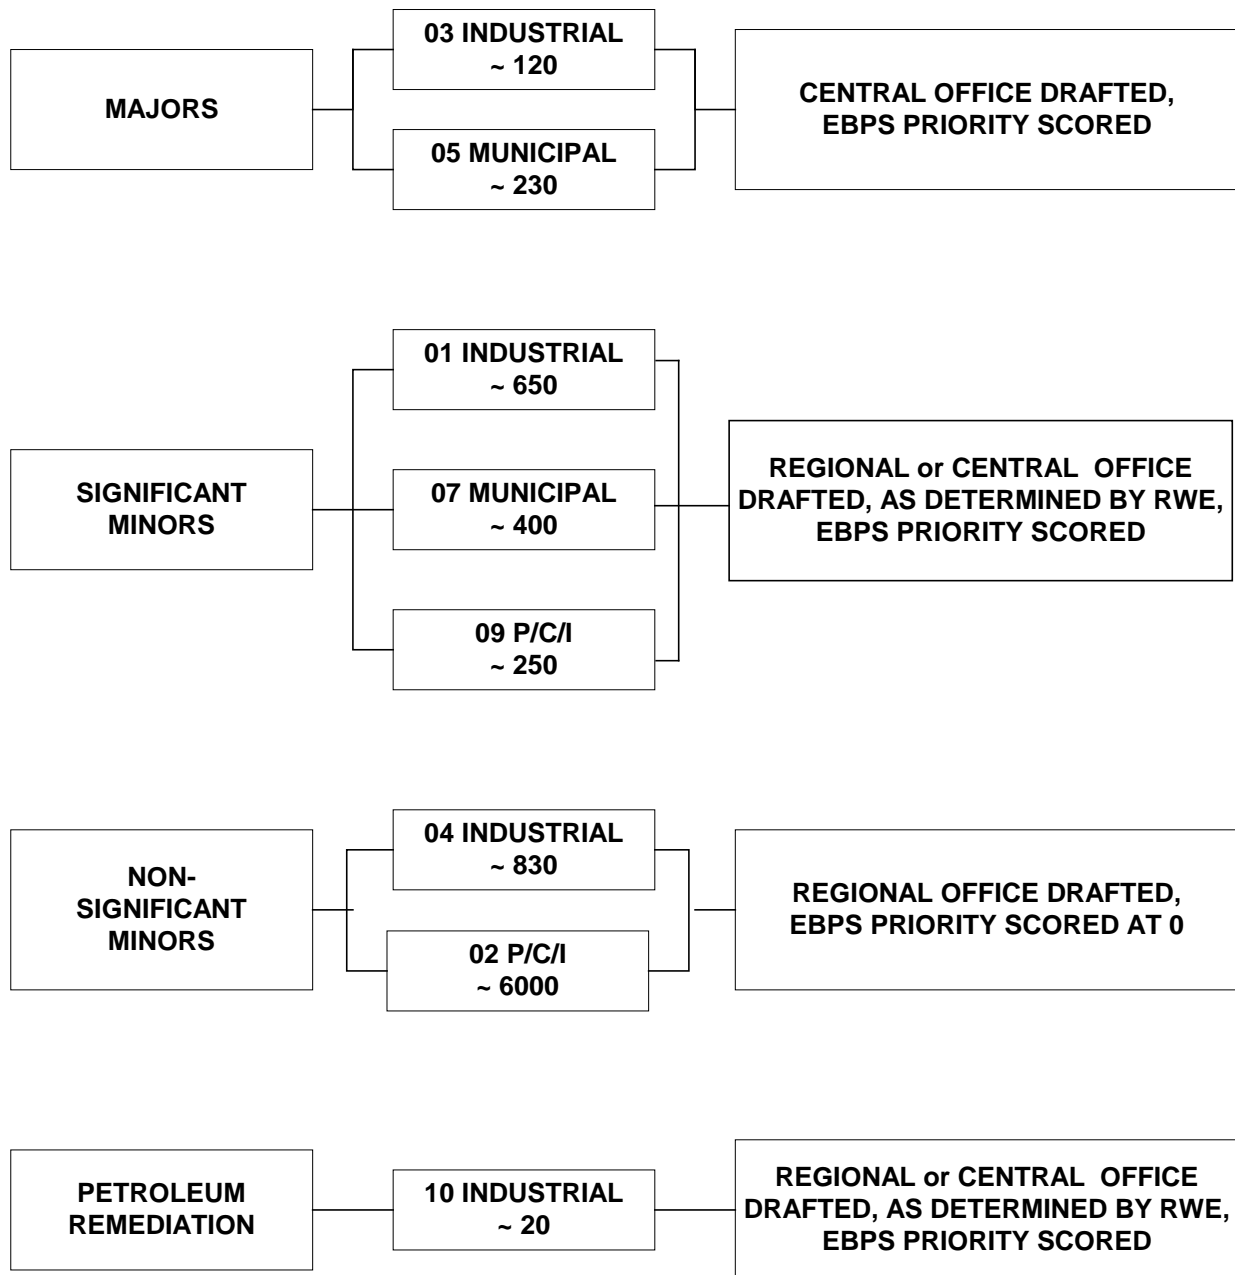 MAJORS
03 INDUSTRIAL
~ 120
05 MUNICIPAL
~ 230
CENTRAL OFFICE DRAFTED,
EBPS PRIORITY SCORED
SIGNIFICANT
MINORS
01 INDUSTRIAL
~ 650
07 MUNICIPAL
~ 400
09 P/C/I
~ 250
REGIONAL or CENTRAL OFFICE
DRAFTED, AS DETERMINED BY RWE,
EBPS PRIORITY SCORED
NON-
SIGNIFICANT
MINORS
04 INDUSTRIAL
~ 830
02 P/C/I
~ 6000
REGIONAL OFFICE DRAFTED,
EBPS PRIORITY SCORED AT 0
PETROLEUM
REMEDIATION
10 INDUSTRIAL
~ 20
REGIONAL or CENTRAL OFFICE
DRAFTED, AS DETERMINED BY RWE,
EBPS PRIORITY SCORED